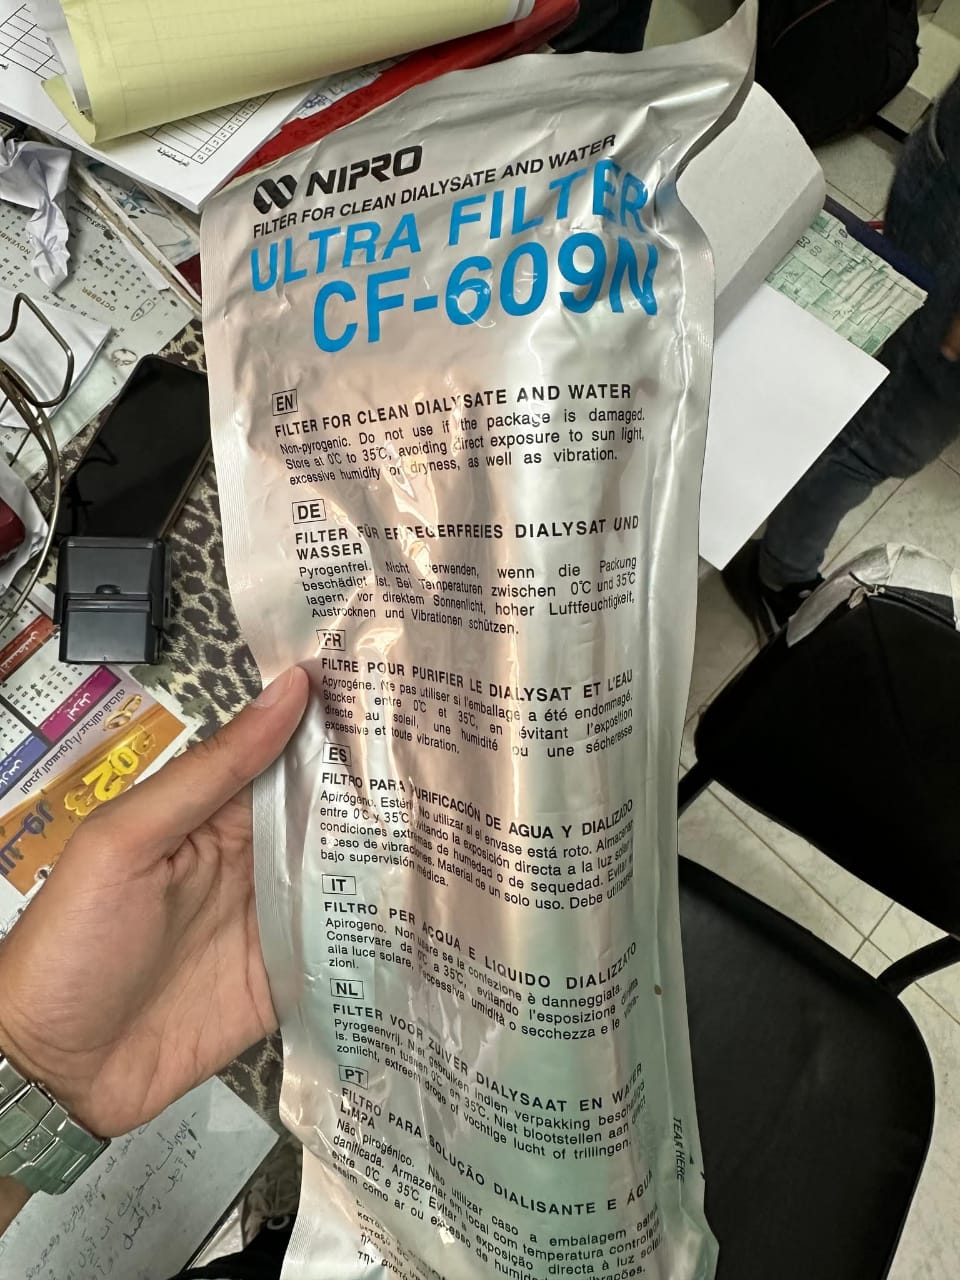 NIPRO
FILTER FOR CLEAN DIALYSATE AND WATER
ULTRA FILTER
CF-609N
EN
FILTER FOR CLEAN DIALYSATE AND WATER
Non-pyrogenic. Do not use if the package is damaged.
Store at 0℃ to 35℃, avoiding direct exposure to sun light,
excessive humidity or dryness, as well as vibration.
DE
FILTER FÜR ERREGERFREIES DIALYSAT UND
WASSER
Pyrogenfrei. Nicht verwenden, wenn die Packung
beschädigt ist. Bei Temperaturen zwischen 0℃ und 35℃
lagern, vor direktem Sonnenlicht, hoher Luftfeuchtigkeit,
Austrocknen und Vibrationen schützen.
FR
FILTRE POUR PURIFIER LE DIALYSAT ET L'EAU
Apyrogéne. Ne pas utiliser si l'emballage a été endommagé.
Stocker entre 0℃ et 35℃, en évitant l'exposition
directe au soleil, une humidité ou une sécheresse
excessive et toute vibration.
ES
FILTRO PARA PURIFICACIÓN DE AGUA Y DIALIZADO
Apirógeno. Estéril. No utilizar si el envase está roto. Almacenar
entre 0℃ y 35℃, evitando la exposición directa a la luz solar
condiciones extremas de humedad o de sequedad. Evitar
exceso de vibraciones. Material de un solo uso. Debe utilizarse
bajo supervisión médica.
IT
FILTRO PER ACQUA E LIQUIDO DIALIZZATO
Apirogeno. Non usare se la confezione è danneggiata.
Conservare da 0℃ a 35℃, evitando l'esposizione diretta
alla luce solare, l'eccessiva umidità o secchezza e le vibra-
zioni.
NL
FILTER VOOR ZUIVER DIALYSAAT EN WATER
Pyrogeenvrij. Niet gebruiken indien verpakking beschadigd
is. Bewaren tussen 0℃ en 35℃. Niet blootstellen aan direct
zonlicht, extreem droge of vochtige lucht of trillingen.
PT
FILTRO PARA SOLUÇÃO DIALISANTE E ÁGUA
LIMPA
Não pirogénico. Não utilizar caso a embalagem esteja
danificada. Armazenar em local com temperatura controlada
entre 0℃ e 35℃. Evitar a exposição directa à luz solar
assim como ar ou excesso de humidade vibrações.
TEAR HERE
NOVEMBER
OCTOBER
2023